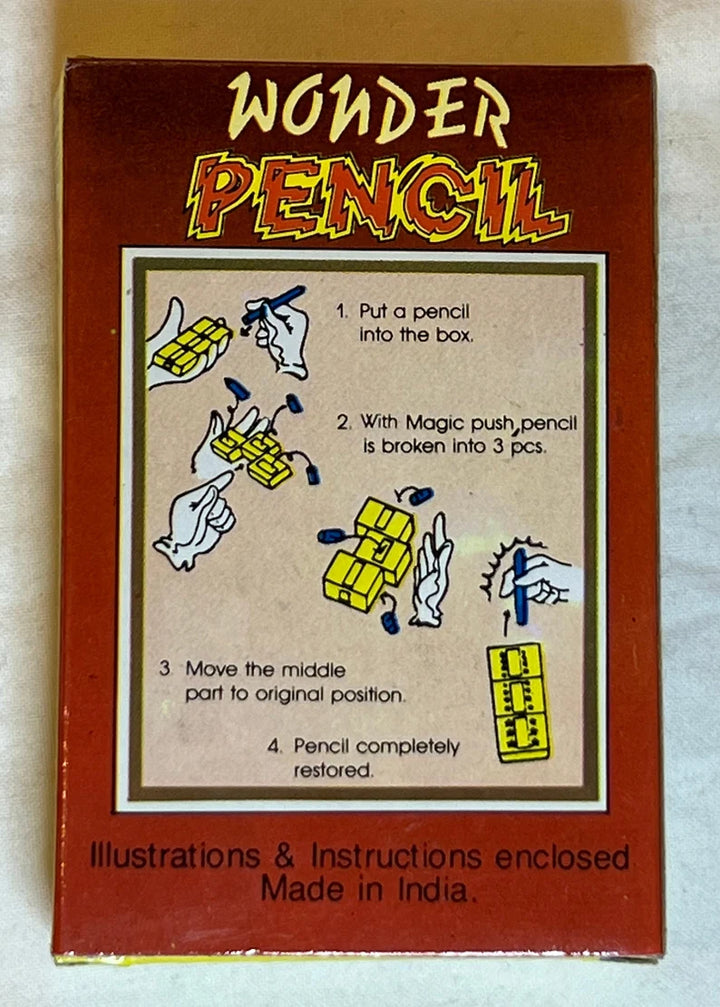 WONDER
PENCIL
1. Put a pencil
into the box.
2. With Magic push, pencil
is broken into 3 pcs.
3 Move the middle
part to original position.
4. Pencil completely
restored.
Illustrations & Instructions enclosed
Made in India.